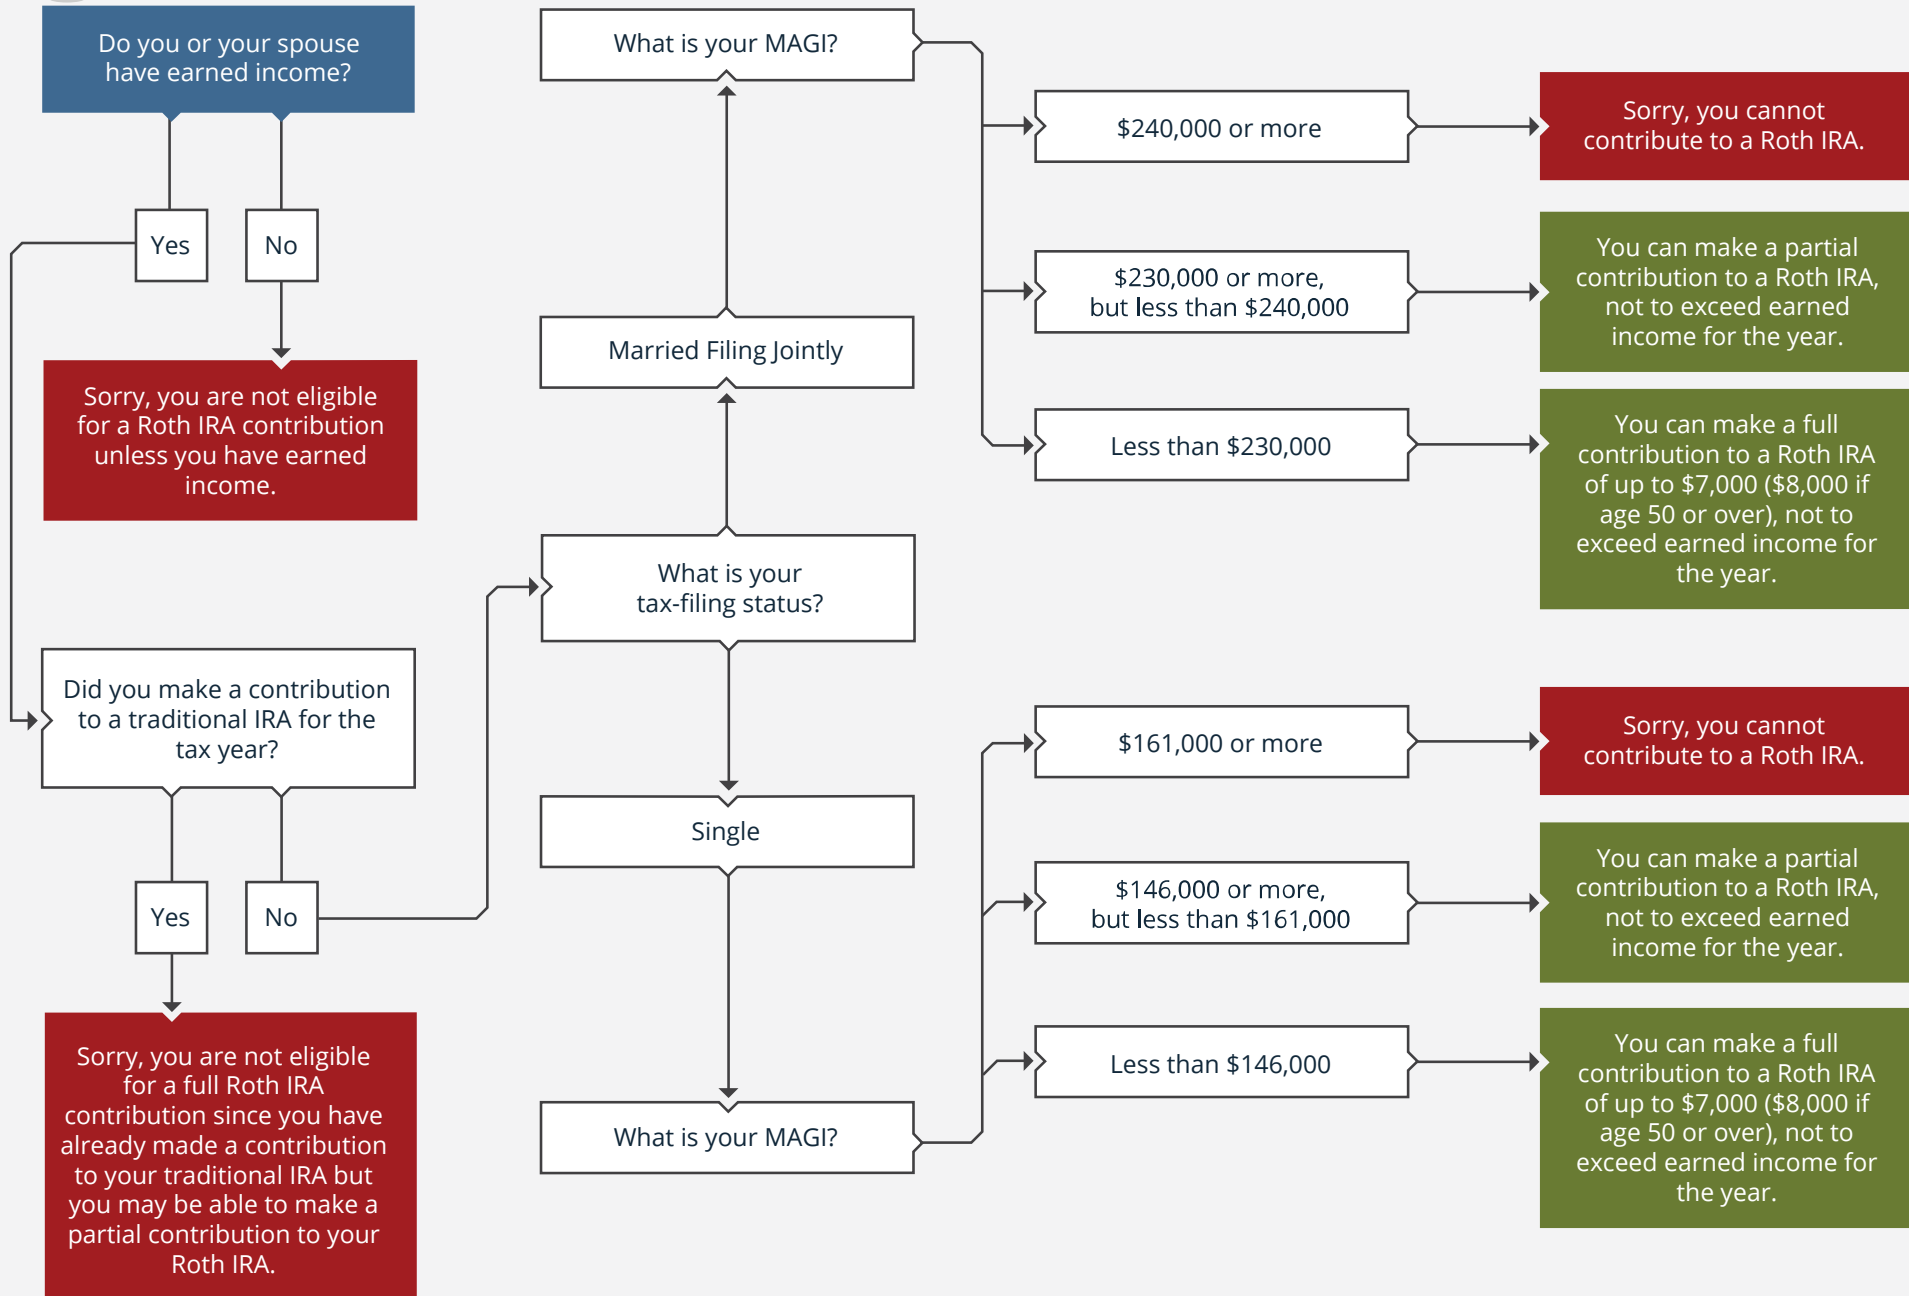 Do you or your spouse
have earned income?
Yes
No
Sorry, you are not eligible
for a Roth IRA contribution
unless you have earned
income.
Did you make a contribution
to a traditional IRA for the
tax year?
Yes
No
Sorry, you are not eligible
for a full Roth IRA
contribution since you have
already made a contribution
to your traditional IRA but
you may be able to make a
partial contribution to your
Roth IRA.
What is your
tax-filing status?
Married Filing Jointly
What is your MAGI?
$240,000 or more
Sorry, you cannot
contribute to a Roth IRA.
$230,000 or more,
but less than $240,000
You can make a partial
contribution to a Roth IRA,
not to exceed earned
income for the year.
Less than $230,000
You can make a full
contribution to a Roth IRA
of up to $7,000 ($8,000 if
age 50 or over), not to
exceed earned income for
the year.
Single
What is your MAGI?
$161,000 or more
Sorry, you cannot
contribute to a Roth IRA.
$146,000 or more,
but less than $161,000
You can make a partial
contribution to a Roth IRA,
not to exceed earned
income for the year.
Less than $146,000
You can make a full
contribution to a Roth IRA
of up to $7,000 ($8,000 if
age 50 or over), not to
exceed earned income for
the year.